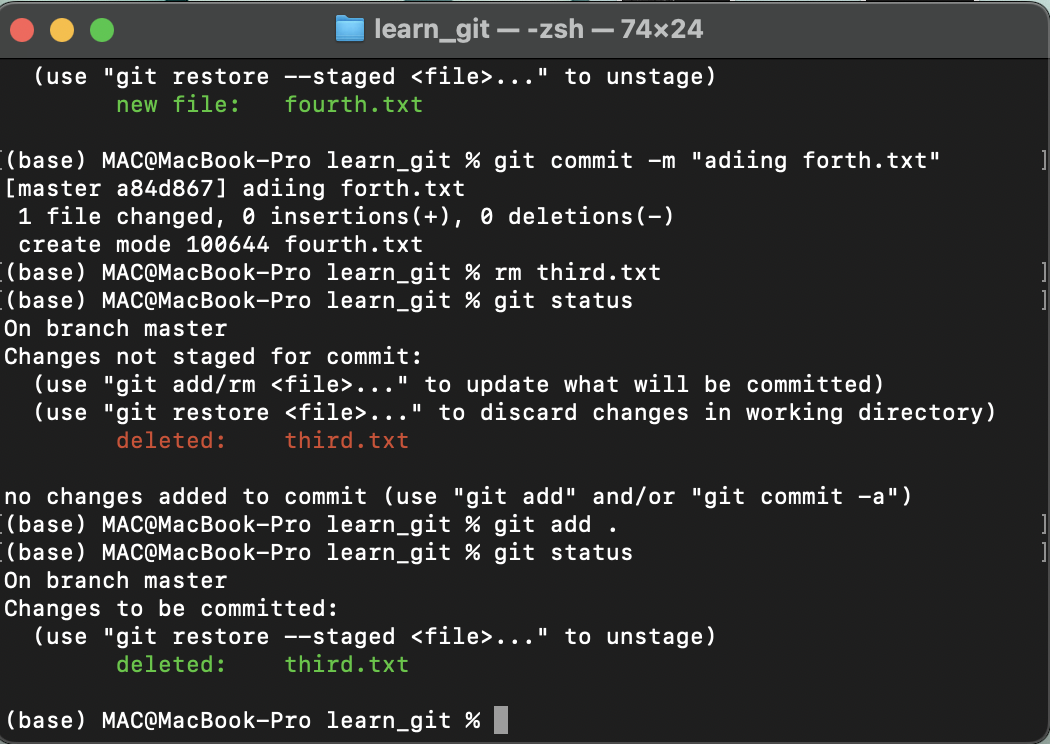 learn_git — -zsh — 74×24
  (use "git restore --staged <file>..." to unstage)
        new file:   fourth.txt
(base) MAC@MacBook-Pro learn_git % git commit -m "adiing forth.txt"
[master a84d867] adiing forth.txt
 1 file changed, 0 insertions(+), 0 deletions(-)
 create mode 100644 fourth.txt
(base) MAC@MacBook-Pro learn_git % rm third.txt
(base) MAC@MacBook-Pro learn_git % git status
On branch master
Changes not staged for commit:
  (use "git add/rm <file>..." to update what will be committed)
  (use "git restore <file>..." to discard changes in working directory)
        deleted:    third.txt
no changes added to commit (use "git add" and/or "git commit -a")
(base) MAC@MacBook-Pro learn_git % git add .
(base) MAC@MacBook-Pro learn_git % git status
On branch master
Changes to be committed:
  (use "git restore --staged <file>..." to unstage)
        deleted:    third.txt
(base) MAC@MacBook-Pro learn_git %